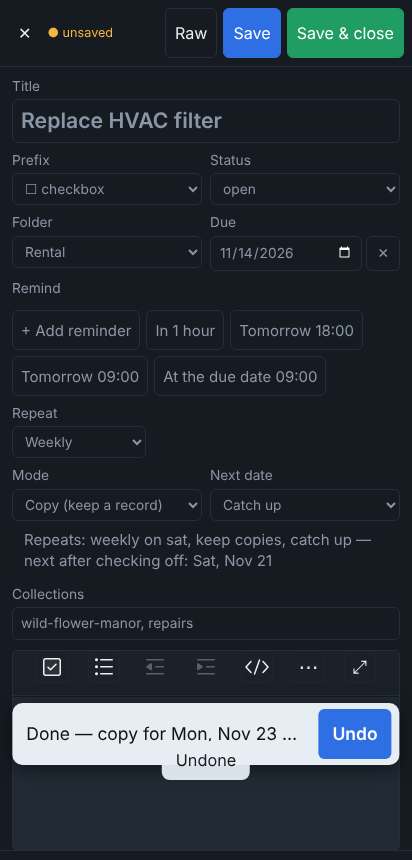 ✕ unsaved Raw Save Save & close
Title
Replace HVAC filter
Prefix Status
☐ checkbox open
Folder Due
Rental 11/14/2026 ✕
Remind
+ Add reminder In 1 hour Tomorrow 18:00
Tomorrow 09:00 At the due date 09:00
Repeat
Weekly
Mode Next date
Copy (keep a record) Catch up
Repeats: weekly on sat, keep copies, catch up —
next after checking off: Sat, Nov 21
Collections
wild-flower-manor, repairs
</> ⋯
Done — copy for Mon, Nov 23 ... Undo
Undone